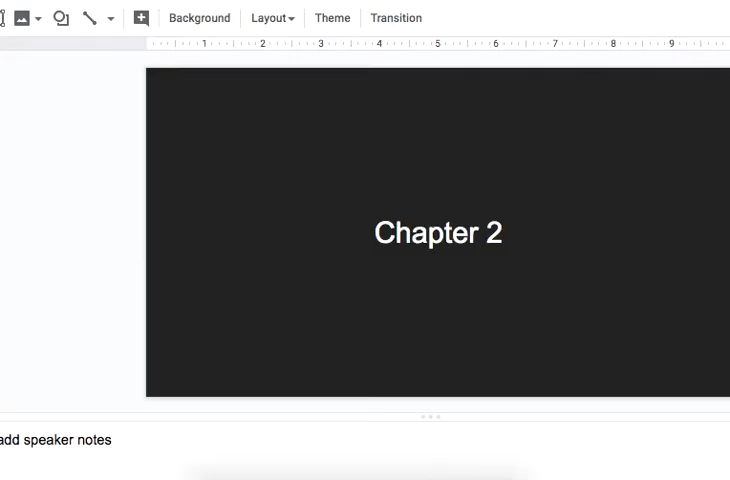 Background Layout Theme Transition
1 2 3 4 5 6 7 8 9
Chapter 2
add speaker notes